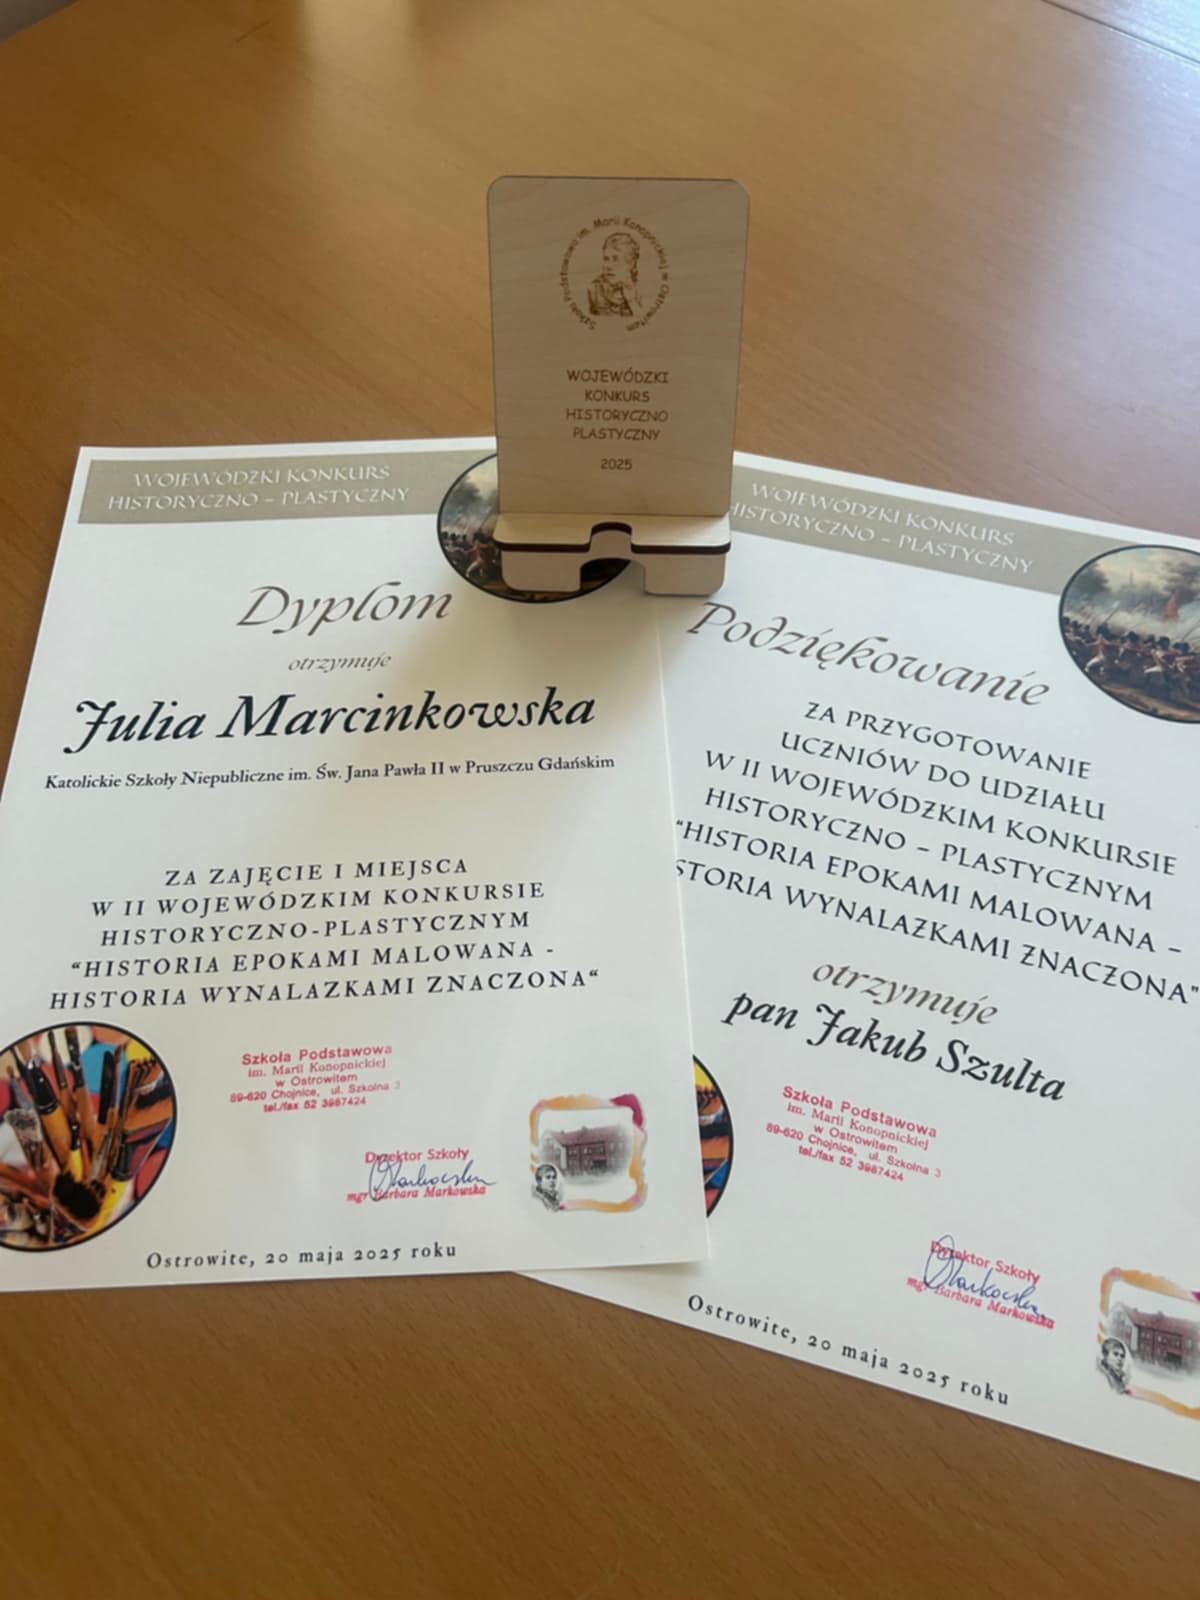 Szkoła Podstawowa im. Marii Konopnickiej w Ostrowitem
WOJEWÓDZKI
KONKURS
HISTORYCZNO
PLASTYCZNY
2025
WOJEWÓDZKI KONKURS
HISTORYCZNO – PLASTYCZNY
Dyplom
otrzymuje
Julia Marcinkowska
Katolickie Szkoły Niepubliczne im. Św. Jana Pawła II w Pruszczu Gdańskim
ZA ZAJĘCIE I MIEJSCA
W II WOJEWÓDZKIM KONKURSIE
HISTORYCZNO-PLASTYCZNYM
“HISTORIA EPOKAMI MALOWANA -
HISTORIA WYNALAZKAMI ZNACZONA“
Szkoła Podstawowa
im. Marii Konopnickiej
w Ostrowitem
89-620 Chojnice, ul. Szkolna 3
tel./fax 52 3987424
Dyrektor Szkoły
mgr Barbara Markowska
Ostrowite, 20 maja 2025 roku
WOJEWÓDZKI KONKURS
HISTORYCZNO – PLASTYCZNY
Podziękowanie
ZA PRZYGOTOWANIE
UCZNIÓW DO UDZIAŁU
W II WOJEWÓDZKIM KONKURSIE
HISTORYCZNO – PLASTYCZNYM
“HISTORIA EPOKAMI MALOWANA –
STORIA WYNALAZKAMI ZNACZONA“
otrzymuje
pan Jakub Szulta
Szkoła Podstawowa
im. Marii Konopnickiej
w Ostrowitem
89-620 Chojnice, ul. Szkolna 3
tel./fax 52 3987424
Dyrektor Szkoły
mgr Barbara Markowska
Ostrowite, 20 maja 2025 roku